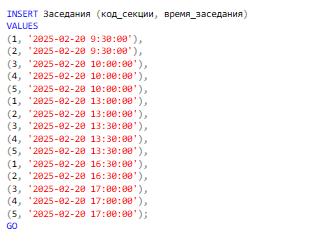 INSERT Заседания (код_секции, время_заседания)
VALUES
(1, '2025-02-20 9:30:00'),
(2, '2025-02-20 9:30:00'),
(3, '2025-02-20 10:00:00'),
(4, '2025-02-20 10:00:00'),
(5, '2025-02-20 10:00:00'),
(1, '2025-02-20 13:00:00'),
(2, '2025-02-20 13:00:00'),
(3, '2025-02-20 13:30:00'),
(4, '2025-02-20 13:30:00'),
(5, '2025-02-20 13:30:00'),
(1, '2025-02-20 16:30:00'),
(2, '2025-02-20 16:30:00'),
(3, '2025-02-20 17:00:00'),
(4, '2025-02-20 17:00:00'),
(5, '2025-02-20 17:00:00');
GO